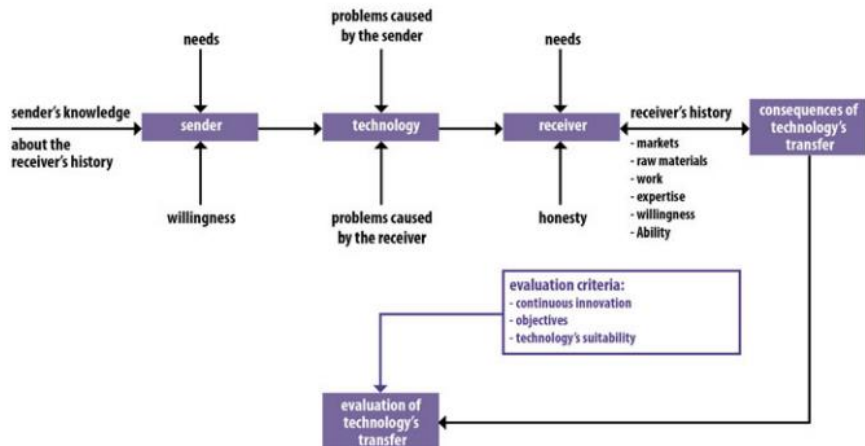 problems caused
by the sender
needs
needs
sender's knowledge
about the
receiver's history
sender
technology
receiver
receiver's history
- markets
- raw materials
- work
- expertise
- willingness
- Ability
consequences of
technology's
transfer
willingness
problems caused
by the receiver
honesty
evaluation criteria:
- continuous innovation
- objectives
- technology's suitability
evaluation of
technology's
transfer